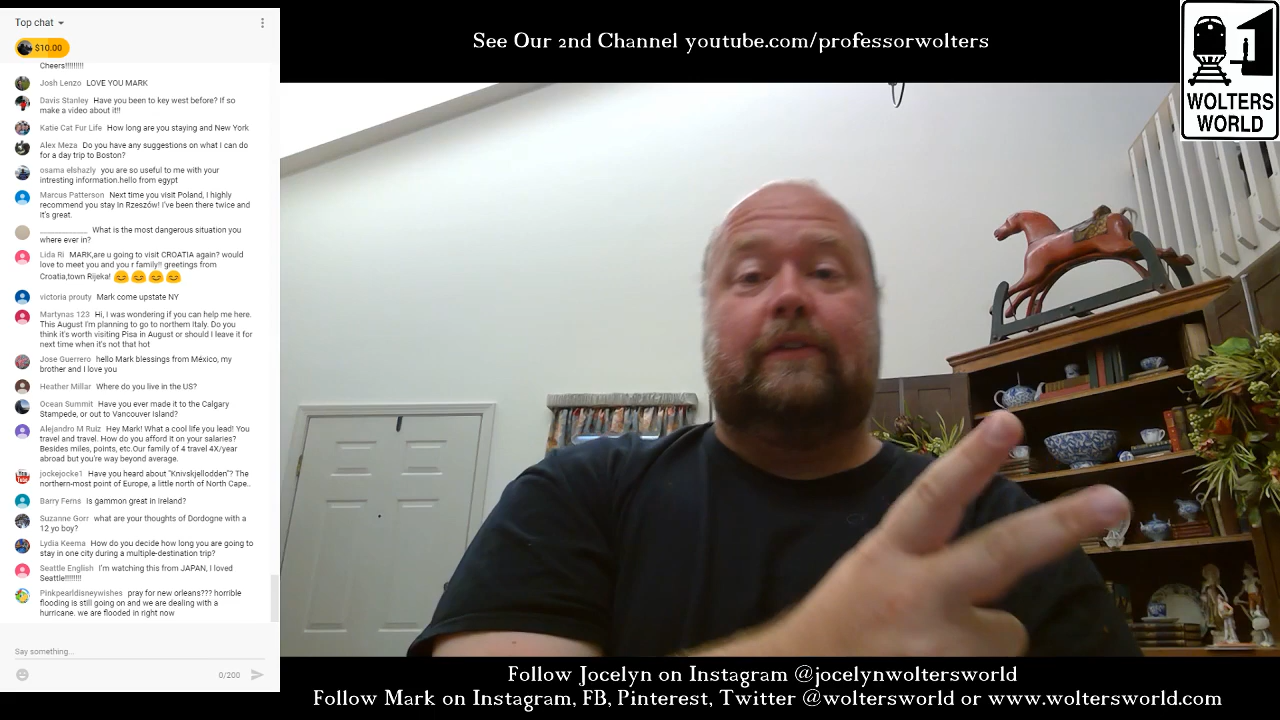 Top chat
$10.00
Cheers!!!!!!!!!
Josh Lenzo LOVE YOU MARK
Davis Stanley Have you been to key west before? If so
make a video about it!!
Katie Cat Fur Life How long are you staying and New York
Alex Meza Do you have any suggestions on what I can do
for a day trip to Boston?
osama elshazly you are so useful to me with your
intresting information.hello from egypt
Marcus Patterson Next time you visit Poland, I highly
recommend you stay in Rzeszów! I've been there twice and
it's great.
______________ What is the most dangerous situation you
where ever in?
Lida Ri MARK,are u going to visit CROATIA again? would
love to meet you and you r family!! greetings from
Croatia,town Rijeka! 😊😊😊😊
victoria prouty Mark come upstate NY
Martynas 123 Hi, I was wondering if you can help me here.
This August I'm planning to go to northern Italy. Do you
think it's worth visiting Pisa in August or should I leave it for
next time when it's not that hot
Jose Guerrero hello Mark blessings from México, my
brother and I love you
Heather Millar Where do you live in the US?
Ocean Summit Have you ever made it to the Calgary
Stampede, or out to Vancouver Island?
Alejandro M Ruiz Hey Mark! What a cool life you lead! You
travel and travel. How do you afford it on your salaries?
Besides miles, points, etc.Our family of 4 travel 4X/year
abroad but you're way beyond average.
jockejocke1 Have you heard about "Knivskjellodden"? The
northern-most point of Europe, a little north of North Cape..
Barry Ferns Is gammon great in Ireland?
Suzanne Gorr what are your thoughts of Dordogne with a
12 yo boy?
Lydia Keema How do you decide how long you are going to
stay in one city during a multiple-destination trip?
Seattle English I'm watching this from JAPAN, I loved
Seattle!!!!!!!!
Pinkpearldisneywishes pray for new orleans??? horrible
flooding is still going on and we are dealing with a
hurricane. we are flooded in right now
Say something...
0/200
See Our 2nd Channel youtube.com/professorwolters
WOLTERS
WORLD
Follow Jocelyn on Instagram @jocelynwoltersworld
Follow Mark on Instagram, FB, Pinterest, Twitter @woltersworld or www.woltersworld.com